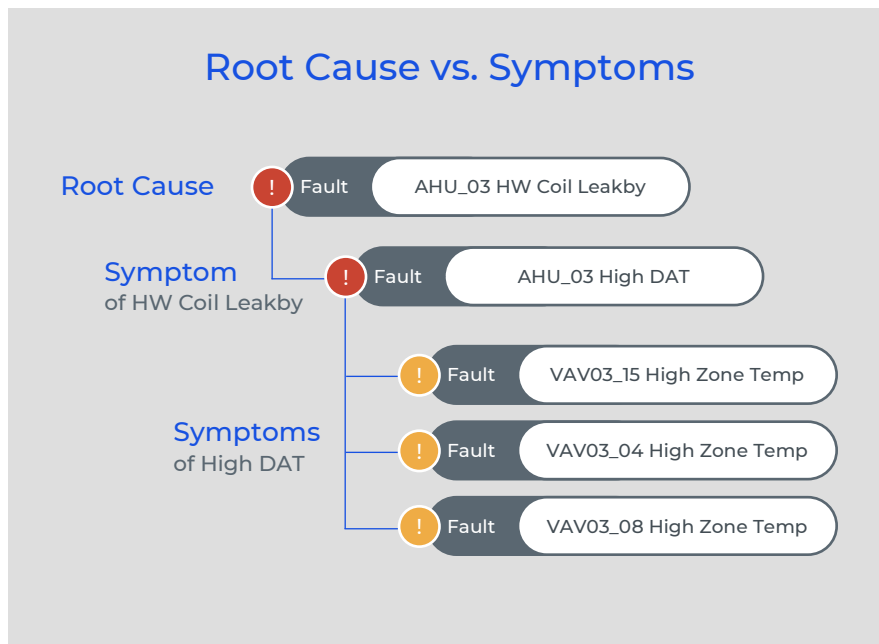 Root Cause vs. Symptoms
Root Cause
! Fault AHU_03 HW Coil Leakby
Symptom
of HW Coil Leakby
! Fault AHU_03 High DAT
! Fault VAV03_15 High Zone Temp
Symptoms
of High DAT
! Fault VAV03_04 High Zone Temp
! Fault VAV03_08 High Zone Temp